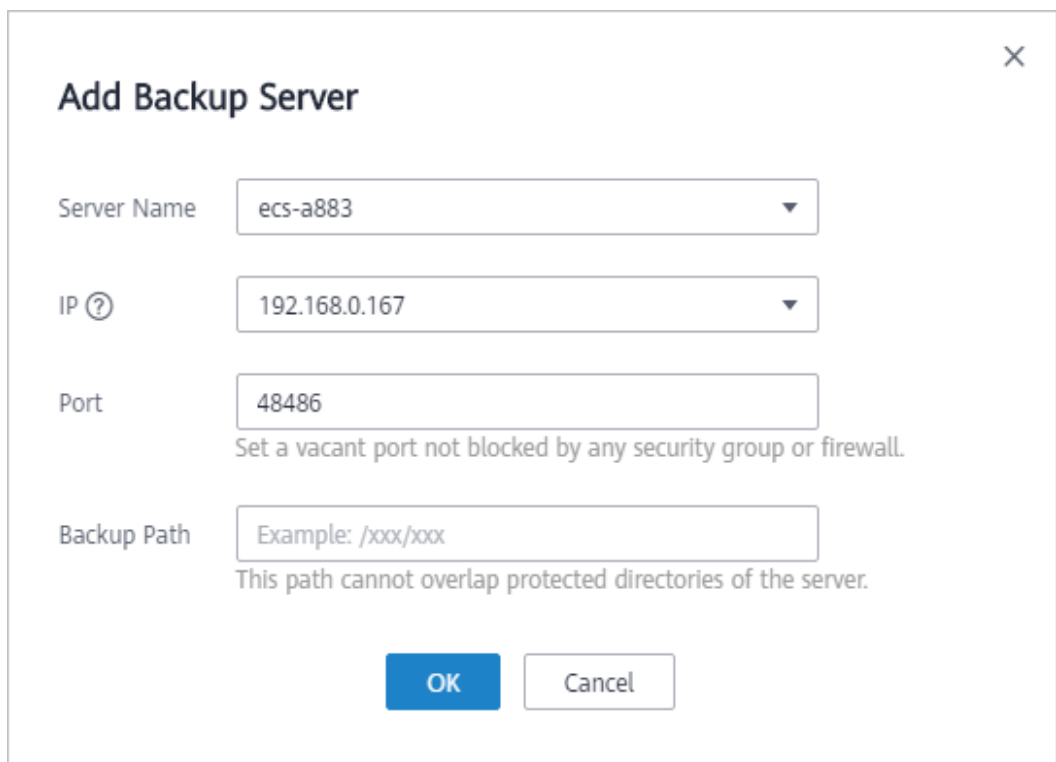 Add Backup Server
Server Name ecs-a883
IP ? 192.168.0.167
Port 48486
Set a vacant port not blocked by any security group or firewall.
Backup Path Example: /xxx/xxx
This path cannot overlap protected directories of the server.
OK Cancel